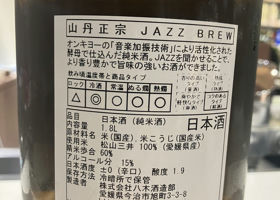 山丹正宗 JAZZ BREW
オンキヨーの「音楽加振技術」により活性化された
酵母で仕込んだ純米酒。JAZZを聞かせることで、
より香り豊かで旨味の強いお酒ができました。
飲み頃温度帯と商品タイプ
ロック 冷酒 常温 ぬる燗 熱燗
△ ◎ ○ ○
品目 日本酒(純米酒) 日本酒
内容量 1.8L
原材料名 米(国産)、米こうじ(国産米)
使用米 松山三井 100%(愛媛県産)
精米歩合 60%
アルコール分 15%
日本酒度 ±0(辛口) 酸度 1.9
保存方法 冷暗所で保管
製造者 株式会社八木酒造部
愛媛県今治市旭町3-3-8